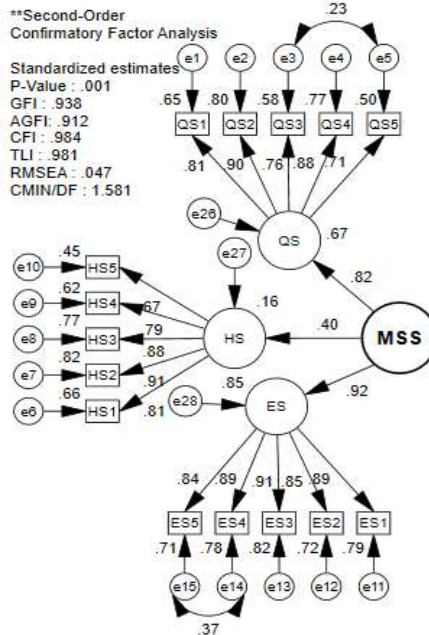 **Second-Order
Confirmatory Factor Analysis
Standardized estimates
P-Value : .001
GFI : .938
AGFI : .912
CFI : .984
TLI : .981
RMSEA : .047
CMIN/DF : 1.581
.23
e1 e2 e3 e4 e5
.65 .80 .58 .77 .50
QS1 QS2 QS3 QS4 QS5
.81 .90 .76 .88 .71
e26
QS
.67
.82
e27
.16
HS
.40
MSS
e10 .45 HS5
e9 .62 HS4 .67
e8 .77 HS3 .79
e7 .82 HS2 .88
e6 .66 HS1 .91
.81
.92
.85
e28
ES
.84 .89 .91 .85 .89
ES5 ES4 ES3 ES2 ES1
.71 .78 .82 .72 .79
e15 e14 e13 e12 e11
.37